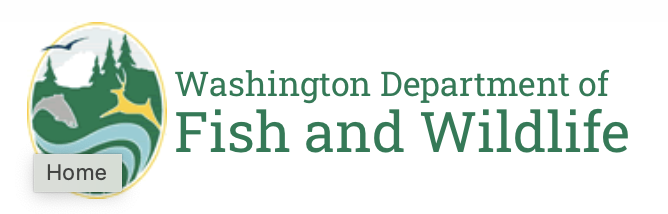 Washington Department of
Fish and Wildlife
Home